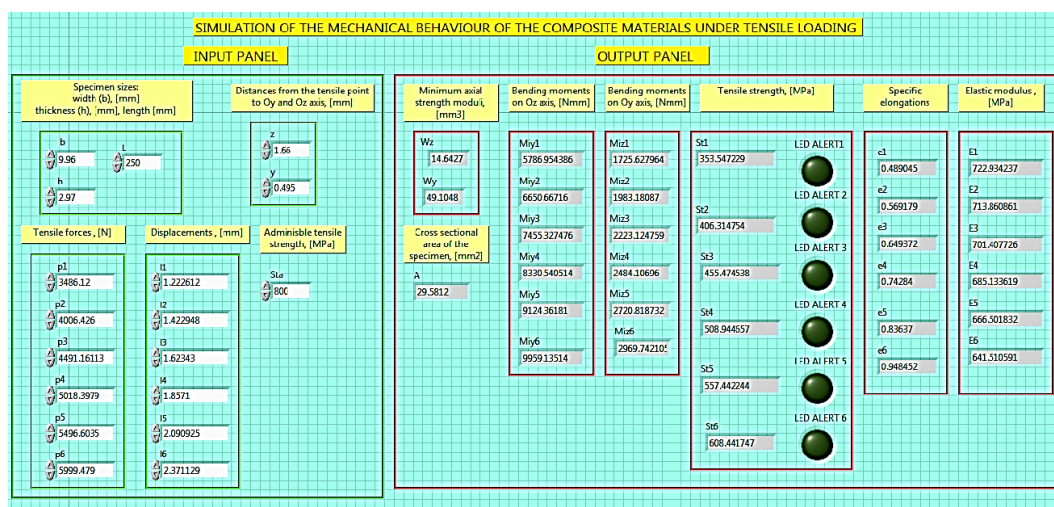 SIMULATION OF THE MECHANICAL BEHAVIOUR OF THE COMPOSITE MATERIALS UNDER TENSILE LOADING
INPUT PANEL
Specimen sizes:
width (b), [mm]
thickness (h), [mm], length [mm]
b
9.96
L
250
h
2.97
Distances from the tensile point
to Oy and Oz axis, [mm]
z
1.66
y
0.495
Tensile forces, [N]
p1
3486.12
p2
4006.426
p3
4491.16113
p4
5018.3979
p5
5496.6035
p6
5999.479
Displacements, [mm]
l1
1.222612
l2
1.422948
l3
1.62343
l4
1.8571
l5
2.090925
l6
2.371129
Adminisble tensile
strength, [MPa]
Sta
800
OUTPUT PANEL
Minimum axial
strength moduli,
[mm3]
Wz
14.6427
Wy
49.1048
Cross sectional
area of the
specimen, [mm2]
A
29.5812
Bending moments
on Oz axis, [Nmm]
Miy1
5786.954386
Miy2
6650.66716
Miy3
7455.327476
Miy4
8330.540514
Miy5
9124.36181
Miy6
9959.13514
Bending moments
on Oy axis, [Nmm]
Miz1
1725.627964
Miz2
1983.18087
Miz3
2223.124759
Miz4
2484.10696
Miz5
2720.818732
Miz6
2969.742105
Tensile strength, [MPa]
St1
353.547229
LED ALERT1
St2
406.314754
LED ALERT 2
St3
455.474538
LED ALERT 3
St4
508.944557
LED ALERT 4
St5
557.442244
LED ALERT 5
St6
608.441747
LED ALERT 6
Specific
elongations
e1
0.489045
e2
0.569179
e3
0.649372
e4
0.74284
e5
0.83637
e6
0.948452
Elastic modulus,
[MPa]
E1
722.934237
E2
713.860861
E3
701.407726
E4
685.133619
E5
666.501832
E6
641.510591